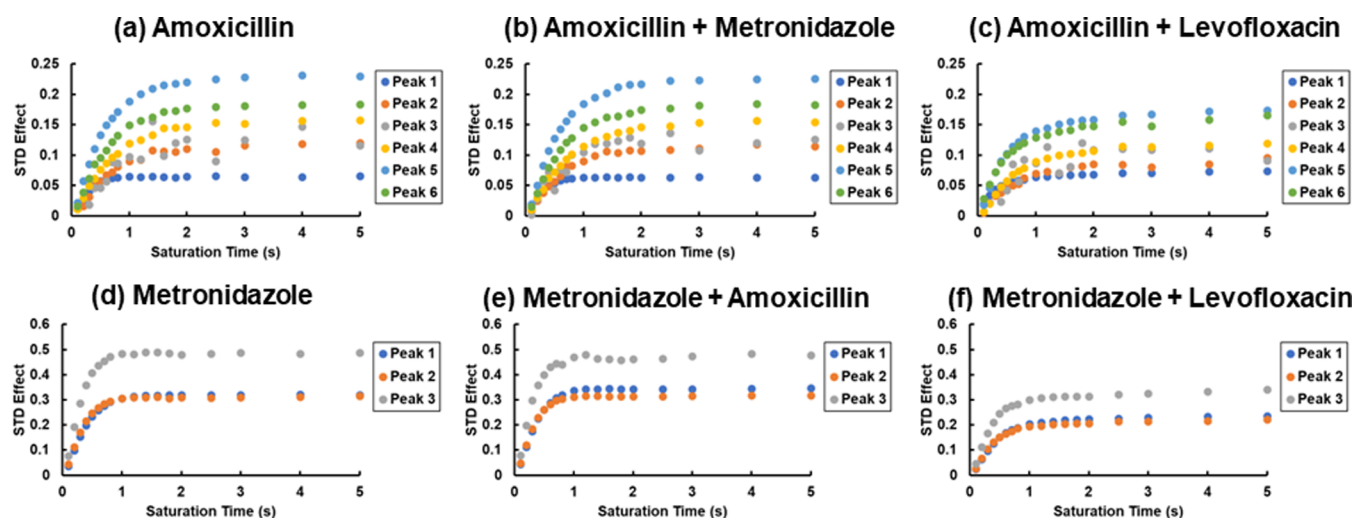 (a) Amoxicillin
STD Effect
0.25
0.2
0.15
0.1
0.05
0
0 1 2 3 4 5
Saturation Time (s)
Peak 1
Peak 2
Peak 3
Peak 4
Peak 5
Peak 6
(b) Amoxicillin + Metronidazole
STD Effect
0.25
0.2
0.15
0.1
0.05
0
0 1 2 3 4 5
Saturation Time (s)
Peak 1
Peak 2
Peak 3
Peak 4
Peak 5
Peak 6
(c) Amoxicillin + Levofloxacin
STD Effect
0.25
0.2
0.15
0.1
0.05
0
0 1 2 3 4 5
Saturation Time (s)
Peak 1
Peak 2
Peak 3
Peak 4
Peak 5
Peak 6
(d) Metronidazole
STD Effect
0.6
0.5
0.4
0.3
0.2
0.1
0
0 1 2 3 4 5
Saturation Time (s)
Peak 1
Peak 2
Peak 3
(e) Metronidazole + Amoxicillin
STD Effect
0.6
0.5
0.4
0.3
0.2
0.1
0
0 1 2 3 4 5
Saturation Time (s)
Peak 1
Peak 2
Peak 3
(f) Metronidazole + Levofloxacin
STD Effect
0.6
0.5
0.4
0.3
0.2
0.1
0
0 1 2 3 4 5
Saturation Time (s)
Peak 1
Peak 2
Peak 3